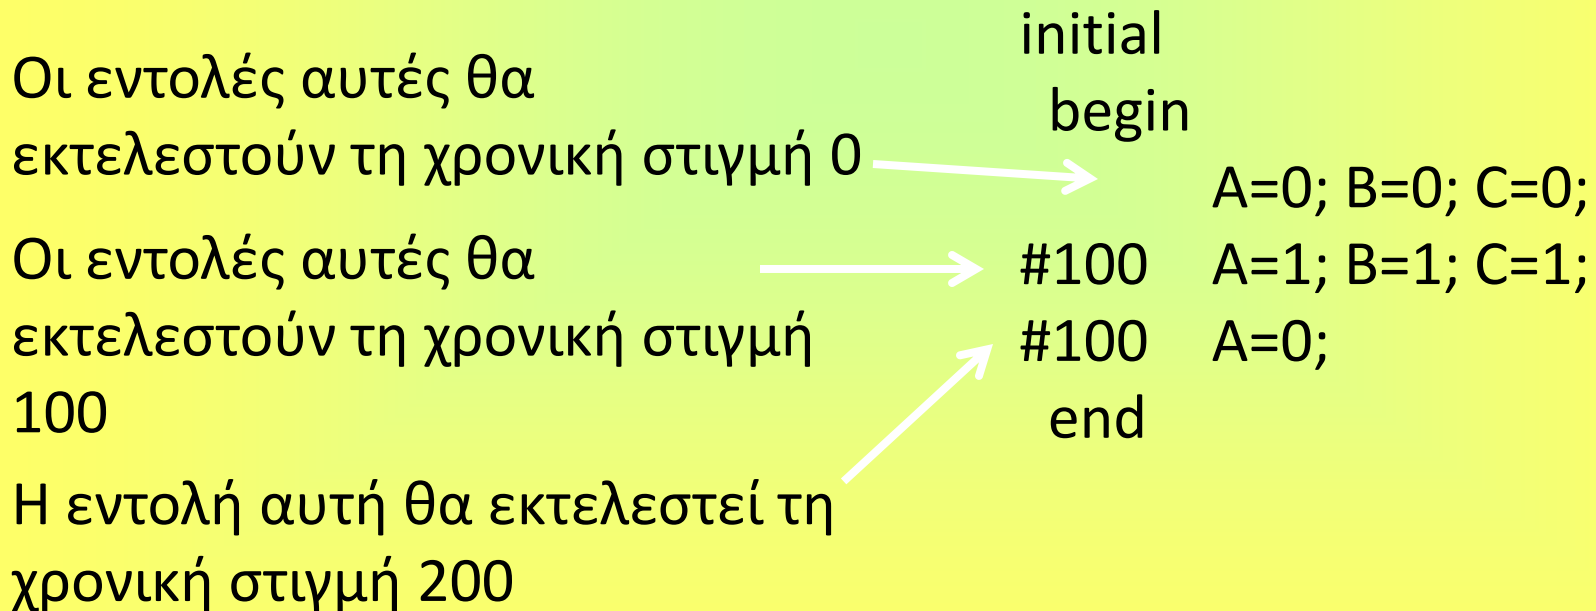 Οι εντολές αυτές θα
εκτελεστούν τη χρονική στιγμή 0
Οι εντολές αυτές θα
εκτελεστούν τη χρονική στιγμή
100
Η εντολή αυτή θα εκτελεστεί τη
χρονική στιγμή 200
initial
begin
A=0; B=0; C=0;
#100 A=1; B=1; C=1;
#100 A=0;
end